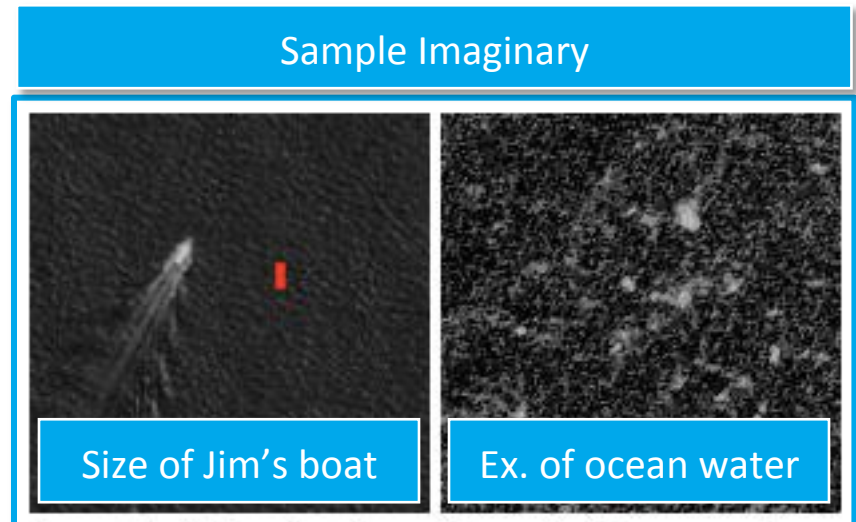 Sample Imaginary
Size of Jim’s boat
Ex. of ocean water